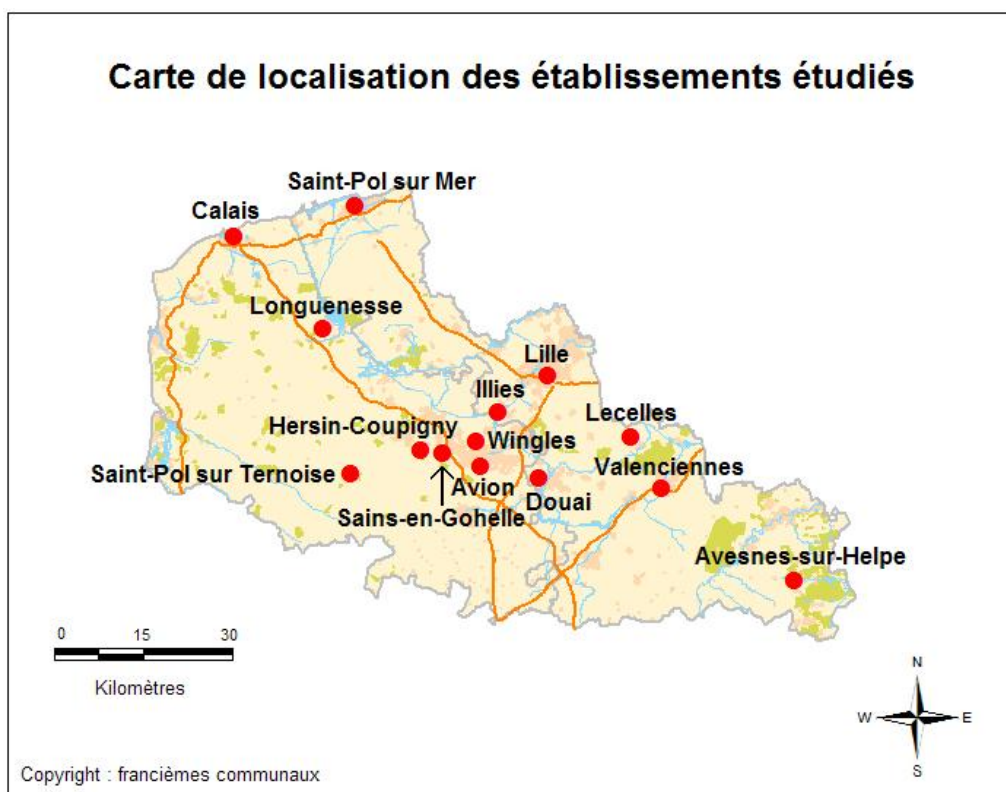 Carte de localisation des établissements étudiés
Saint-Pol sur Mer
Calais
Longuenesse
Lille
Illies
Lecelles
Hersin-Coupigny
Wingles
Valenciennes
Saint-Pol sur Ternoise
Avion
Douai
Sains-en-Gohelle
Avesnes-sur-Helpe
0 15 30
Kilomètres
N
W E
S
Copyright : francièmes communaux